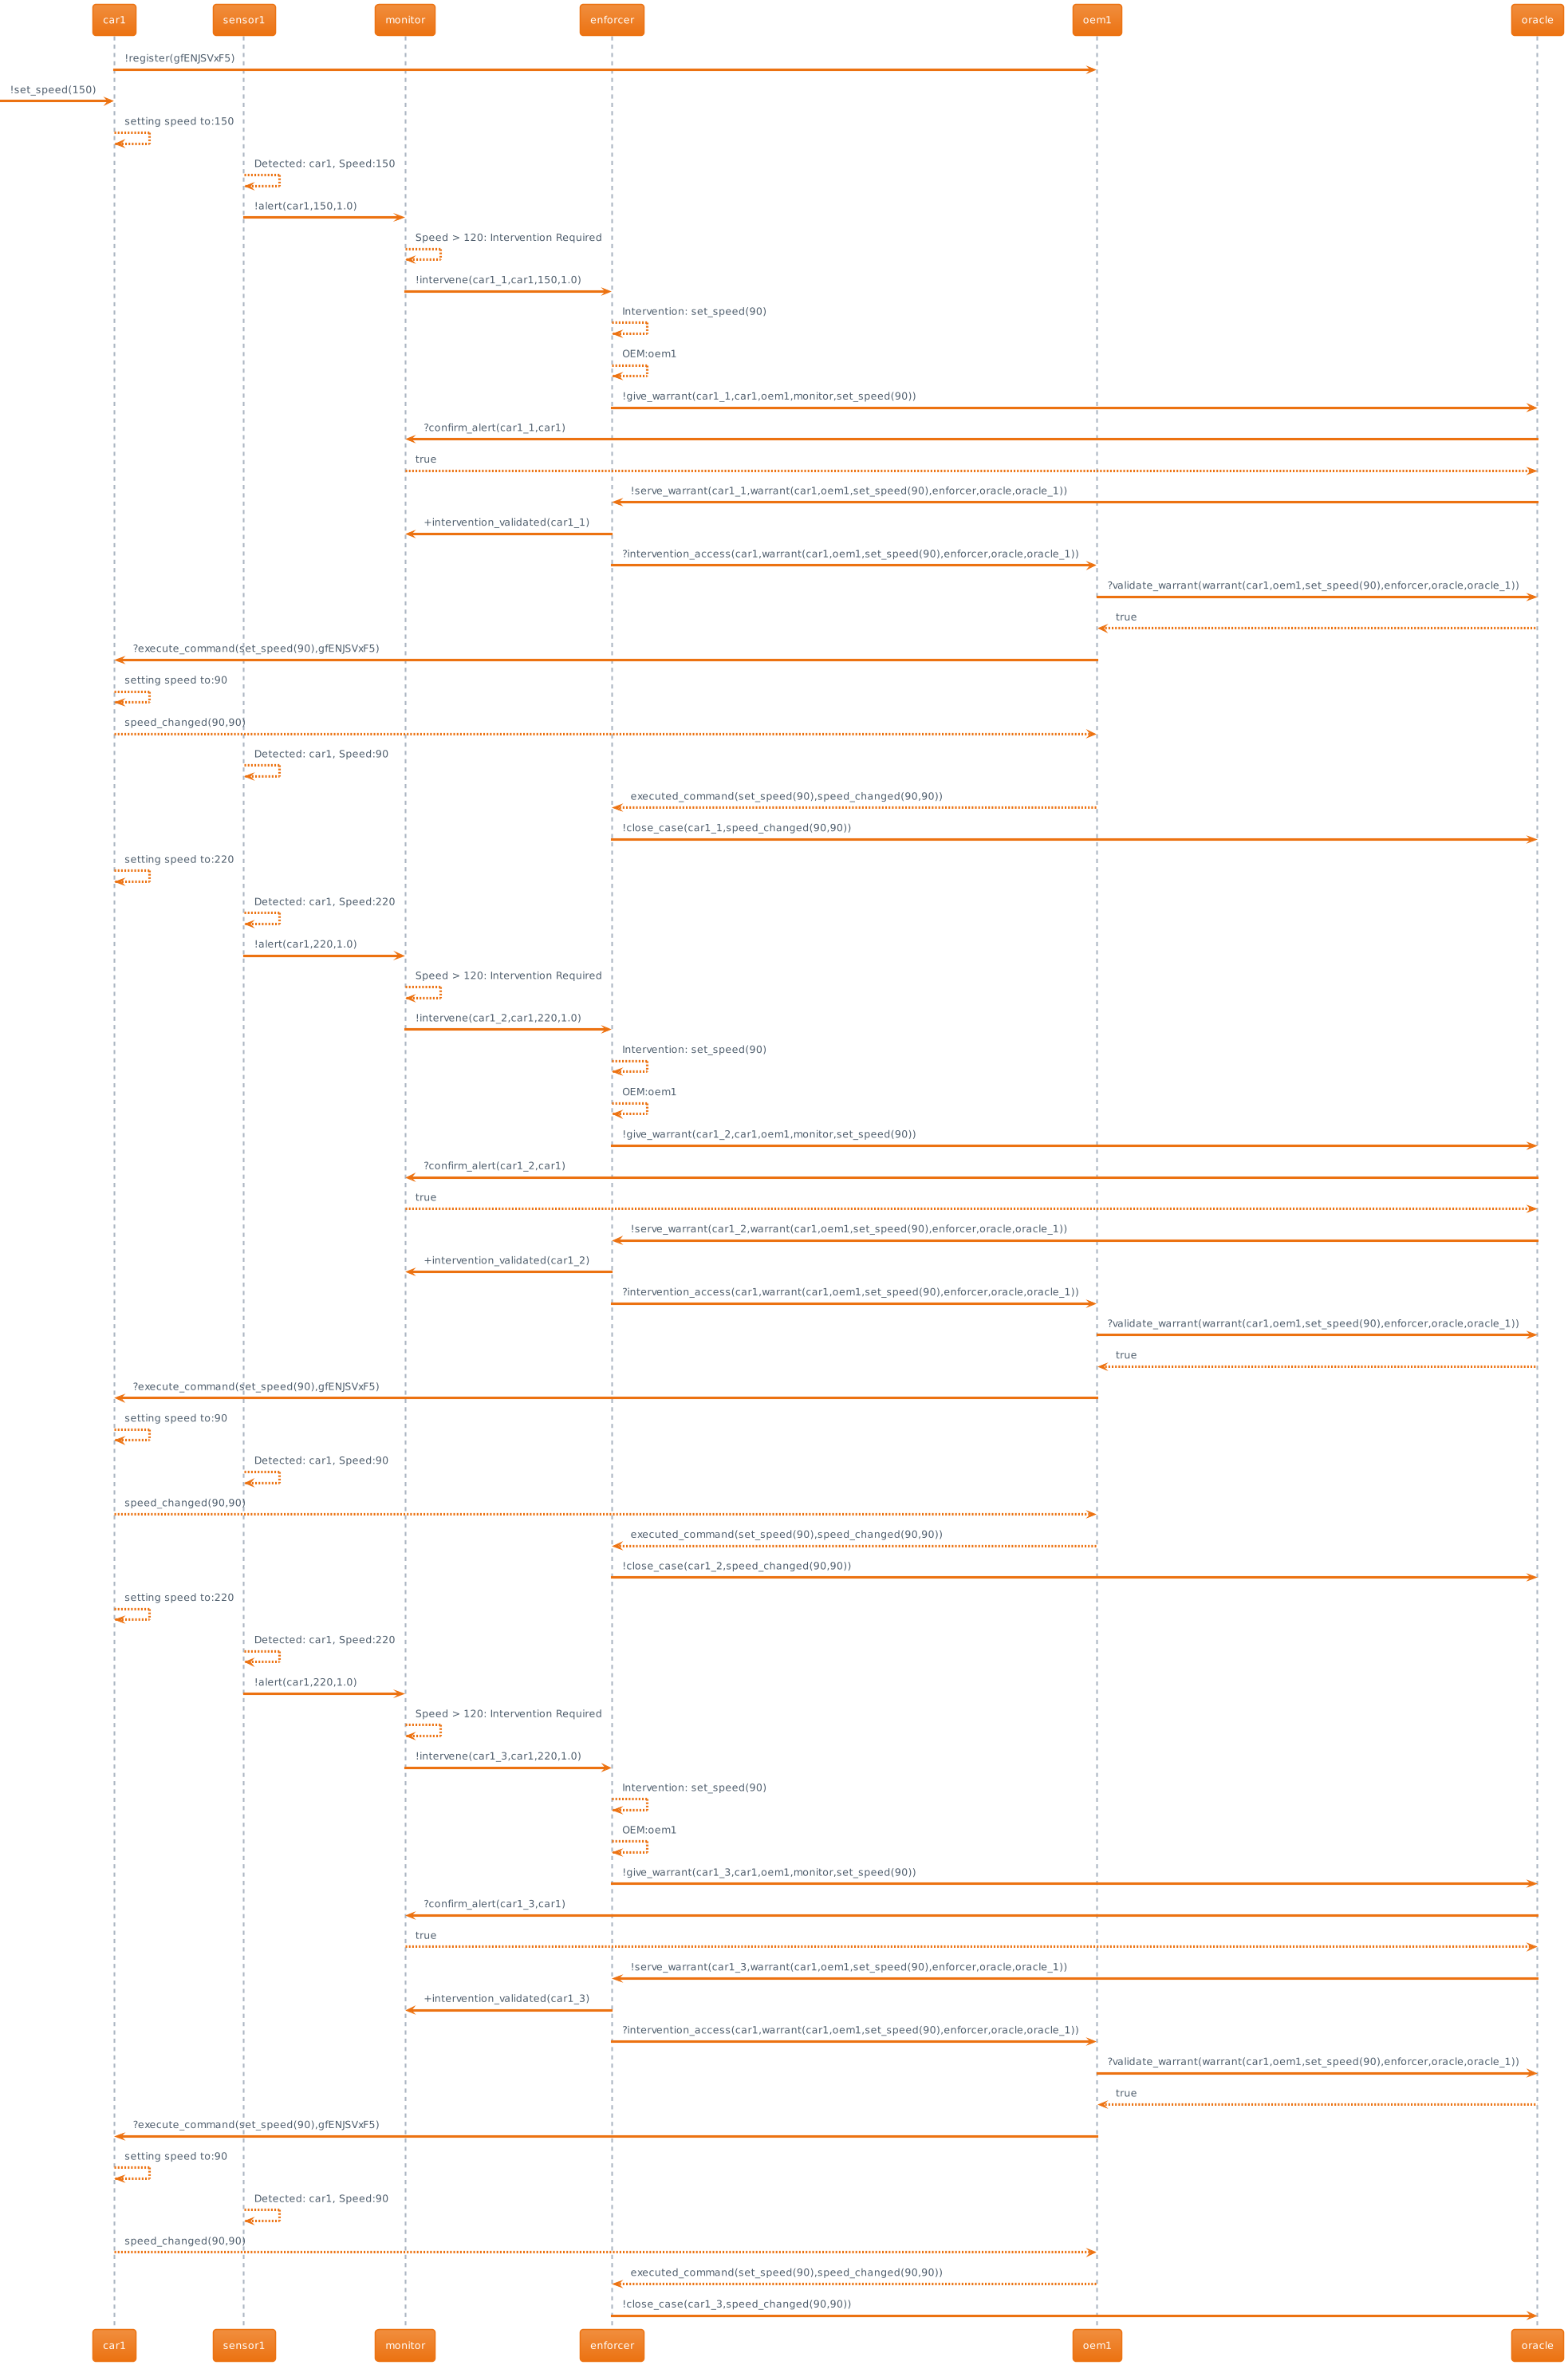 car1
sensor1
monitor
enforcer
oem1
oracle
!register(gfENJSVxF5)
!set_speed(150)
setting speed to:150
Detected: car1, Speed:150
!alert(car1,150,1.0)
Speed > 120: Intervention Required
!intervene(car1_1,car1,150,1.0)
Intervention: set_speed(90)
OEM:oem1
!give_warrant(car1_1,car1,oem1,monitor,set_speed(90))
?confirm_alert(car1_1,car1)
true
!serve_warrant(car1_1,warrant(car1,oem1,set_speed(90),enforcer,oracle,oracle_1))
+intervention_validated(car1_1)
?intervention_access(car1,warrant(car1,oem1,set_speed(90),enforcer,oracle,oracle_1))
?validate_warrant(warrant(car1,oem1,set_speed(90),enforcer,oracle,oracle_1))
true
?execute_command(set_speed(90),gfENJSVxF5)
setting speed to:90
speed_changed(90,90)
Detected: car1, Speed:90
executed_command(set_speed(90),speed_changed(90,90))
!close_case(car1_1,speed_changed(90,90))
setting speed to:220
Detected: car1, Speed:220
!alert(car1,220,1.0)
Speed > 120: Intervention Required
!intervene(car1_2,car1,220,1.0)
Intervention: set_speed(90)
OEM:oem1
!give_warrant(car1_2,car1,oem1,monitor,set_speed(90))
?confirm_alert(car1_2,car1)
true
!serve_warrant(car1_2,warrant(car1,oem1,set_speed(90),enforcer,oracle,oracle_1))
+intervention_validated(car1_2)
?intervention_access(car1,warrant(car1,oem1,set_speed(90),enforcer,oracle,oracle_1))
?validate_warrant(warrant(car1,oem1,set_speed(90),enforcer,oracle,oracle_1))
true
?execute_command(set_speed(90),gfENJSVxF5)
setting speed to:90
Detected: car1, Speed:90
speed_changed(90,90)
executed_command(set_speed(90),speed_changed(90,90))
!close_case(car1_2,speed_changed(90,90))
setting speed to:220
Detected: car1, Speed:220
!alert(car1,220,1.0)
Speed > 120: Intervention Required
!intervene(car1_3,car1,220,1.0)
Intervention: set_speed(90)
OEM:oem1
!give_warrant(car1_3,car1,oem1,monitor,set_speed(90))
?confirm_alert(car1_3,car1)
true
!serve_warrant(car1_3,warrant(car1,oem1,set_speed(90),enforcer,oracle,oracle_1))
+intervention_validated(car1_3)
?intervention_access(car1,warrant(car1,oem1,set_speed(90),enforcer,oracle,oracle_1))
?validate_warrant(warrant(car1,oem1,set_speed(90),enforcer,oracle,oracle_1))
true
?execute_command(set_speed(90),gfENJSVxF5)
setting speed to:90
Detected: car1, Speed:90
speed_changed(90,90)
executed_command(set_speed(90),speed_changed(90,90))
!close_case(car1_3,speed_changed(90,90))
car1
sensor1
monitor
enforcer
oem1
oracle